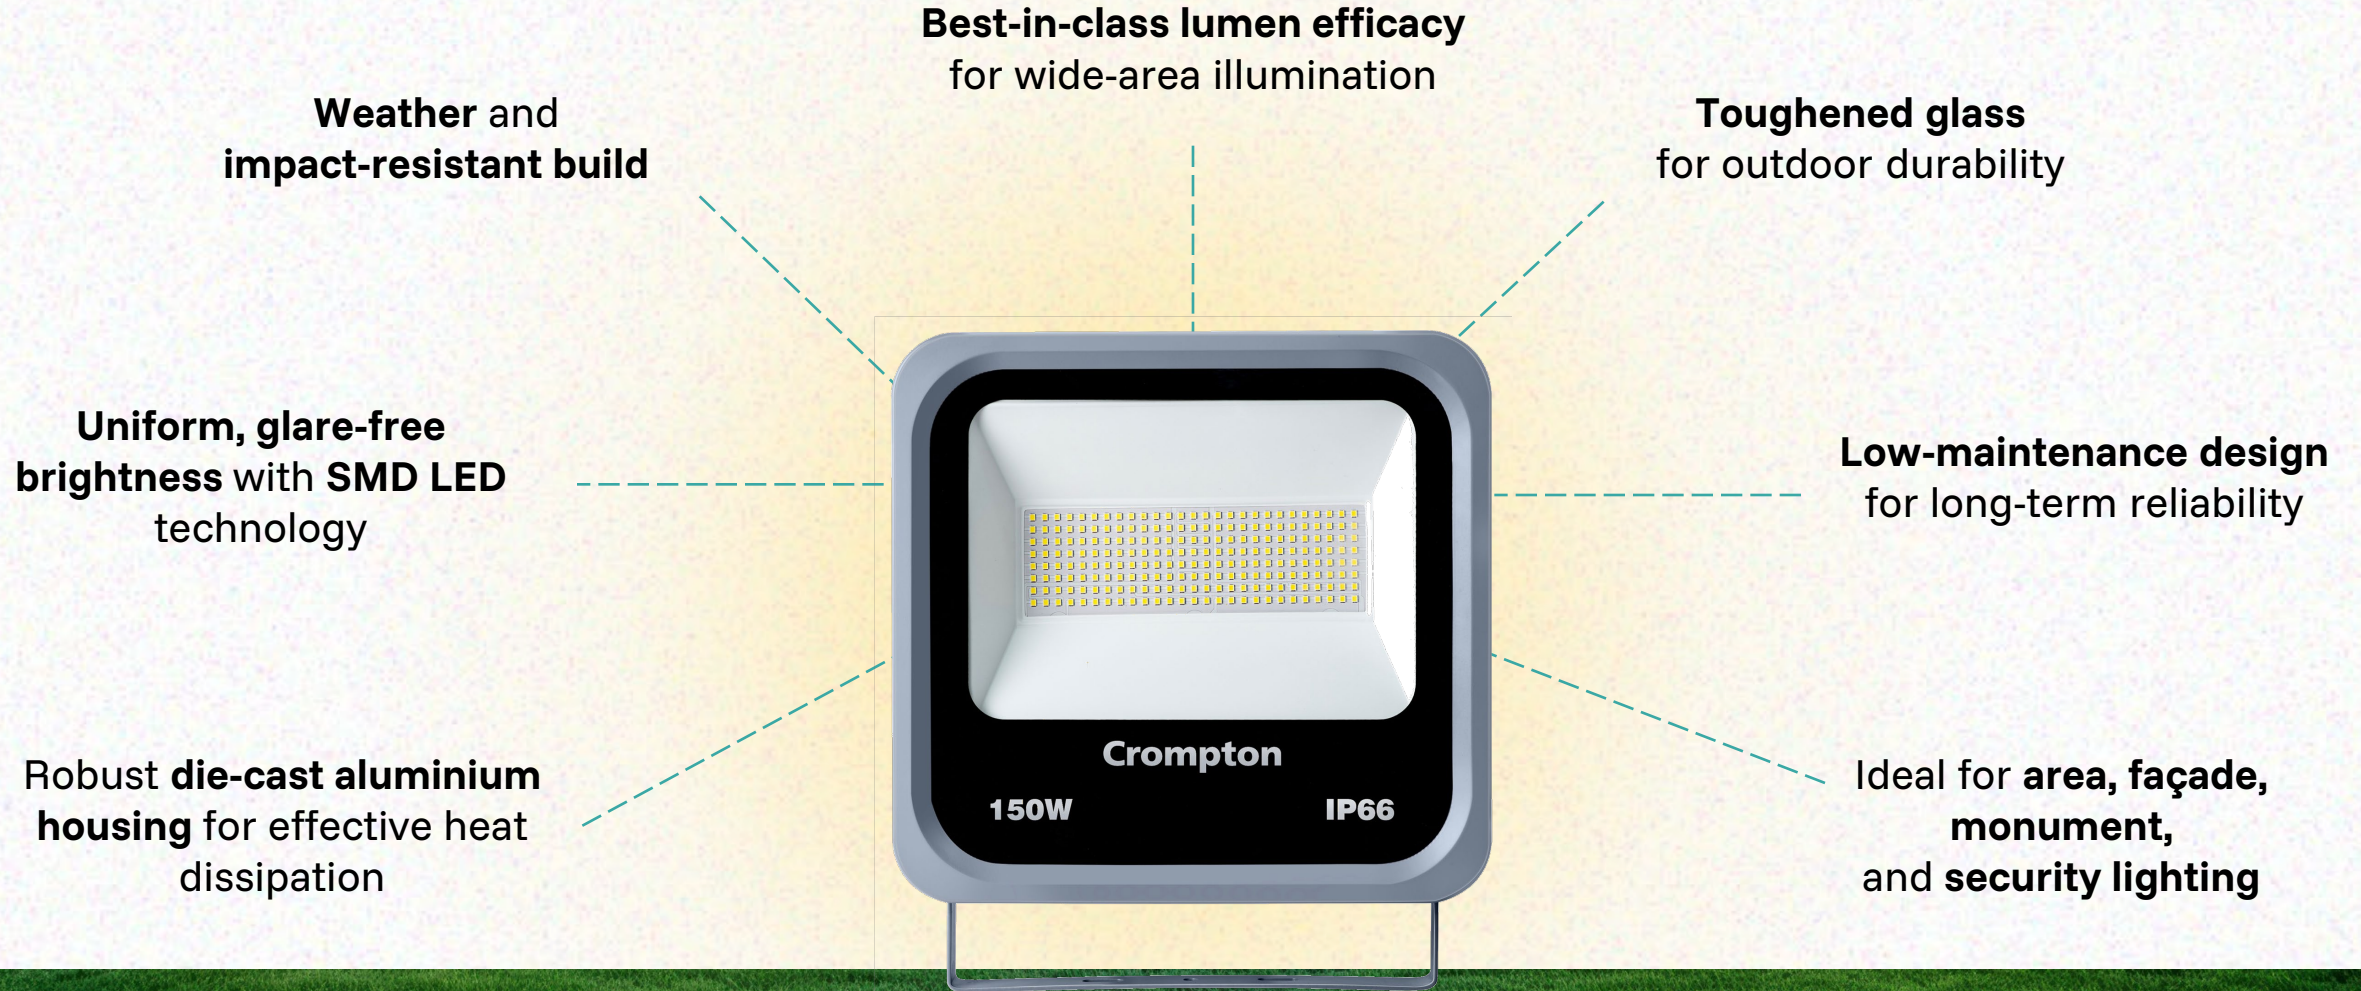 Best-in-class lumen efficacy
for wide-area illumination
Weather and
impact-resistant build
Toughened glass
for outdoor durability
Uniform, glare-free
brightness with SMD LED
technology
Low-maintenance design
for long-term reliability
Robust die-cast aluminium
housing for effective heat
dissipation
Ideal for area, façade,
monument,
and security lighting
Crompton
150W
IP66